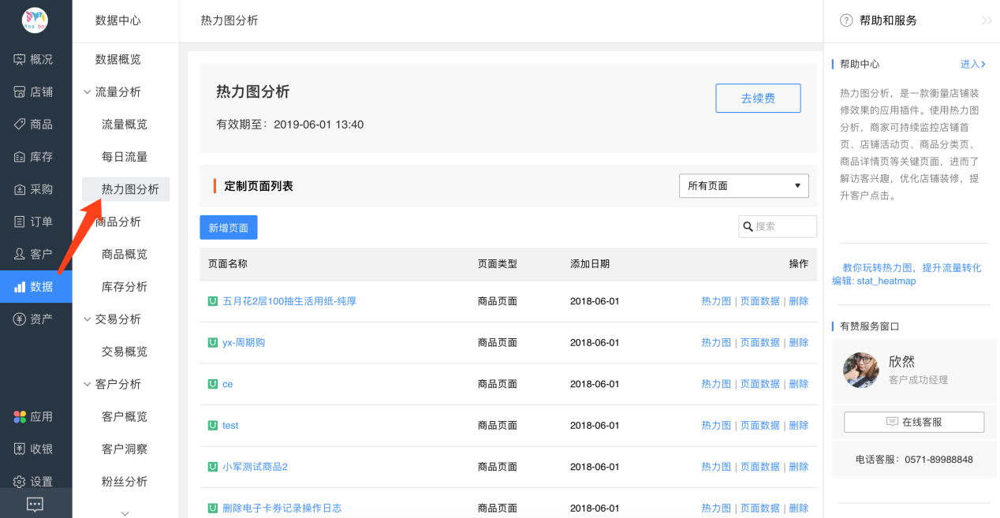 概况
店铺
商品
库存
采购
订单
客户
数据
资产
应用
收银
设置
数据中心
数据概览
流量分析
流量概览
每日流量
热力图分析
商品分析
商品概览
库存分析
交易分析
交易概览
客户分析
客户概览
客户洞察
粉丝分析
热力图分析
热力图分析
有效期至：2019-06-01 13:40
去续费
定制页面列表
所有页面
新增页面
搜索
页面名称 页面类型 添加日期 操作
五月花2层100抽生活用纸-纯厚 商品页面 2018-06-01 热力图 | 页面数据 | 删除
yx-周期购 商品页面 2018-06-01 热力图 | 页面数据 | 删除
ce 商品页面 2018-06-01 热力图 | 页面数据 | 删除
test 商品页面 2018-06-01 热力图 | 页面数据 | 删除
小军测试商品2 商品页面 2018-06-01 热力图 | 页面数据 | 删除
删除电子卡券记录操作日志 商品页面 2018-06-01 热力图 | 页面数据 | 删除
帮助和服务
帮助中心 进入
热力图分析，是一款衡量店铺装
修效果的应用插件。使用热力图
分析，商家可持续监控店铺首
页、店铺活动页、商品分类页、
商品详情页等关键页面，进而了
解访客兴趣，优化店铺装修，提
升客户点击。
教你玩转热力图，提升流量转化
编辑: stat_heatmap
有赞服务窗口
欣然
客户成功经理
在线客服
电话客服：0571-89988848